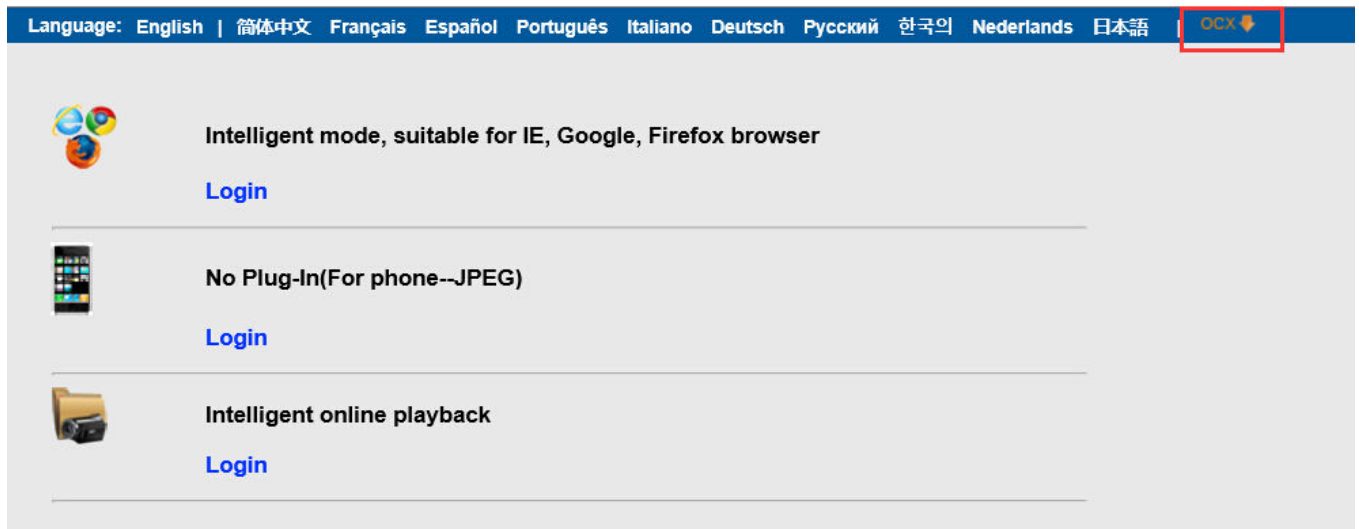 Language: English | 简体中文 Français Español Português Italiano Deutsch Русский 한국의 Nederlands 日本語 | OCX
Intelligent mode, suitable for IE, Google, Firefox browser
Login
No Plug-In(For phone--JPEG)
Login
Intelligent online playback
Login